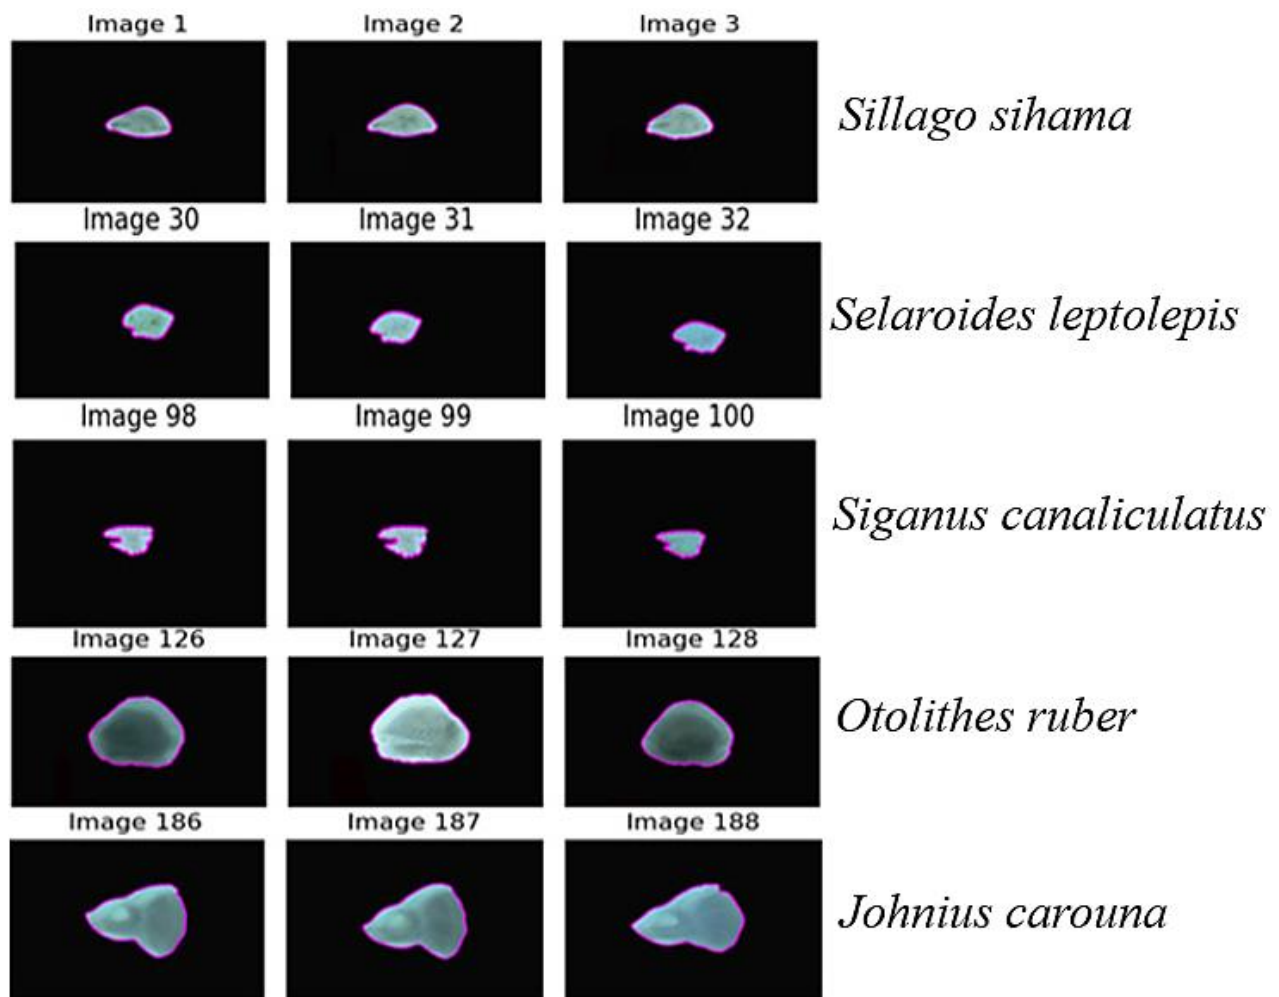 Image 1
Image 2
Image 3
Sillago sihama
Image 30
Image 31
Image 32
Selaroides leptolepis
Image 98
Image 99
Image 100
Siganus canaliculatus
Image 126
Image 127
Image 128
Otolithes ruber
Image 186
Image 187
Image 188
Johnius carouna